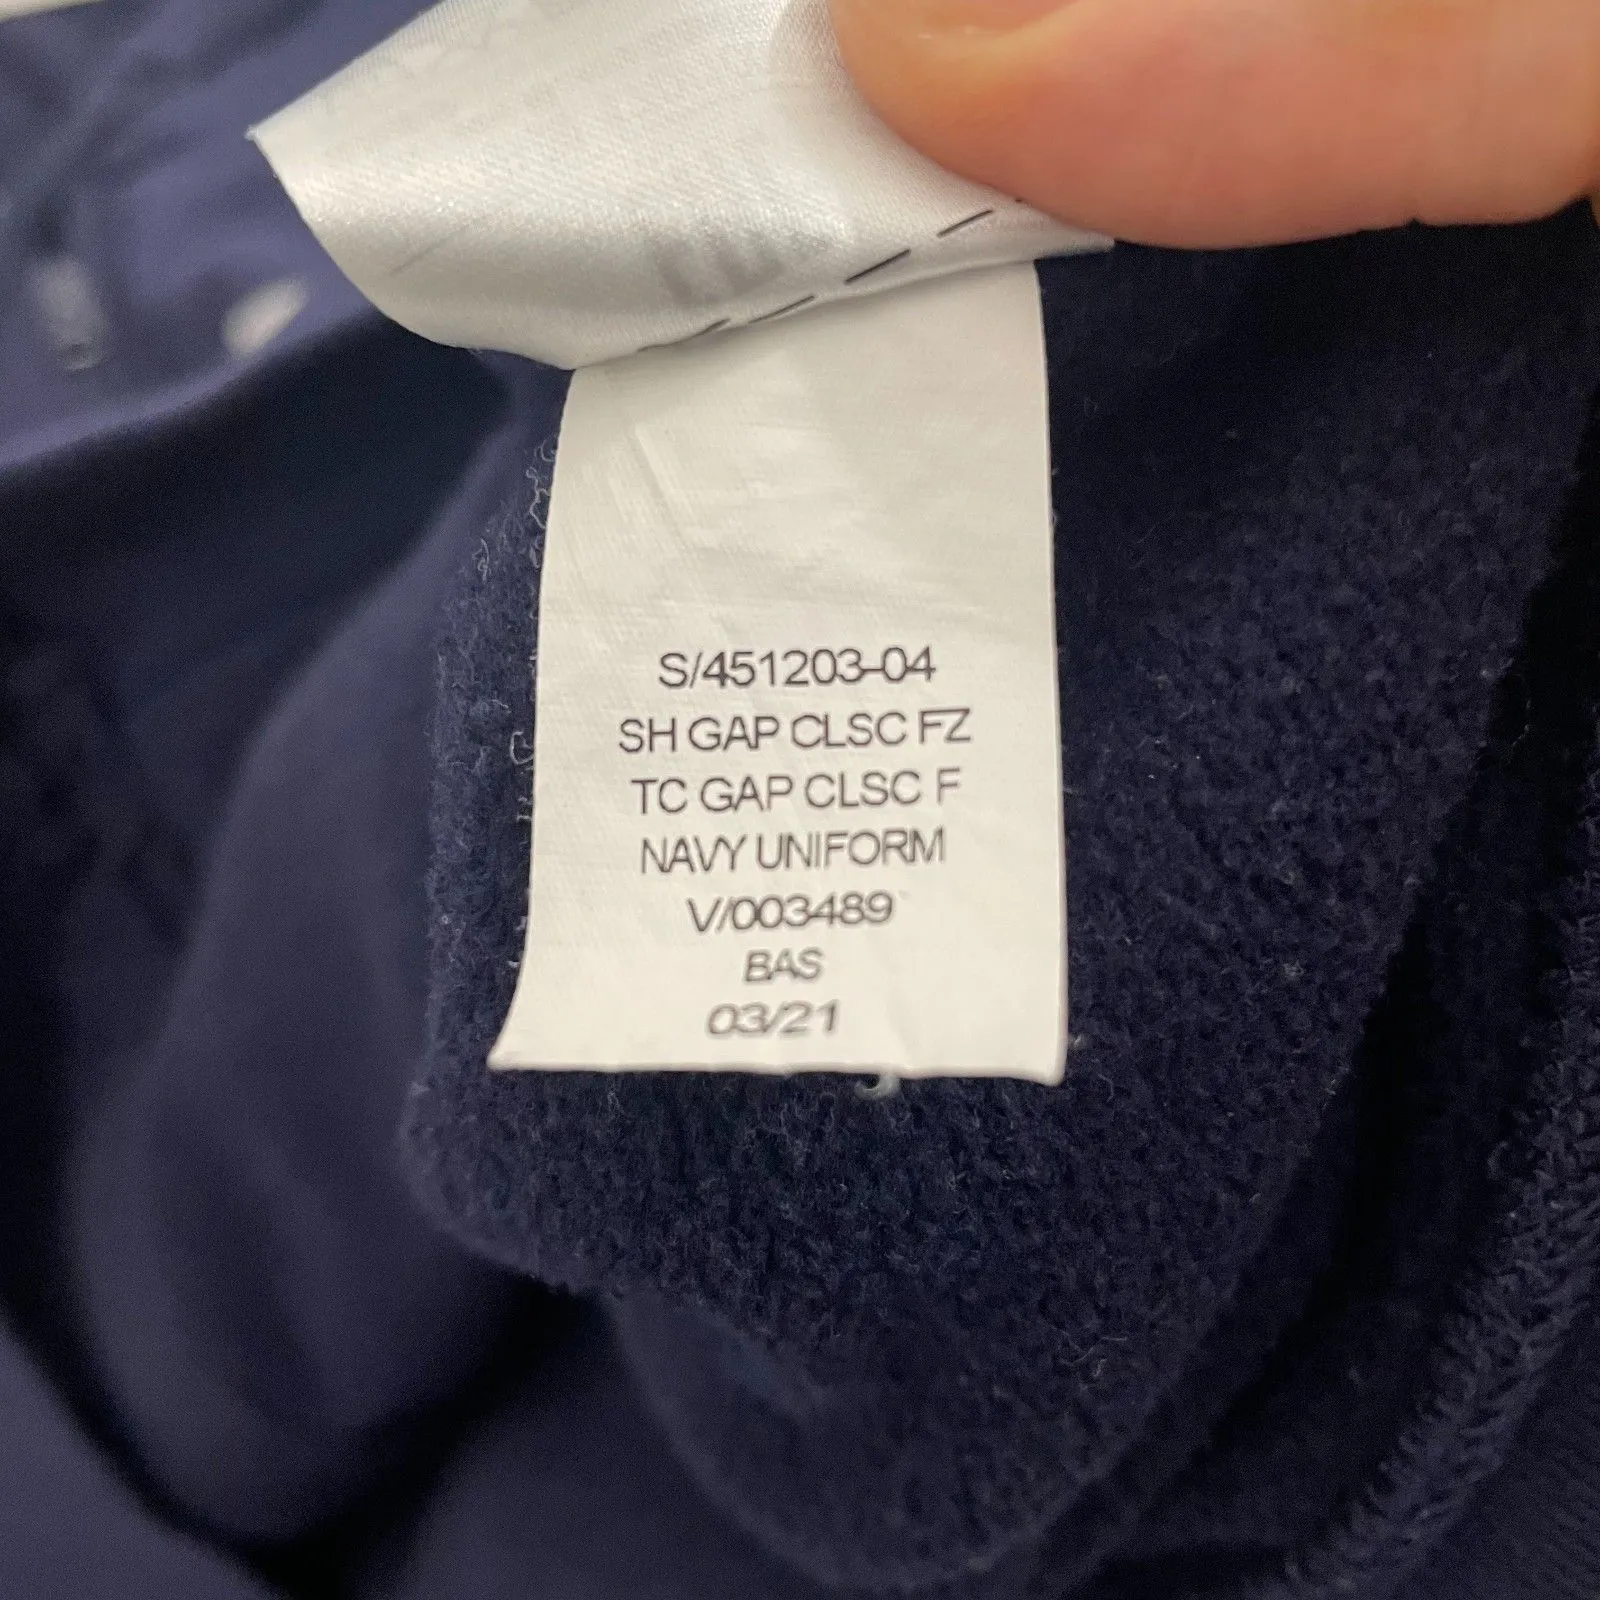 S/451203-04
SH GAP CLSC FZ
TC GAP CLSC F
NAVY UNIFORM
V/003489
BAS
03/21